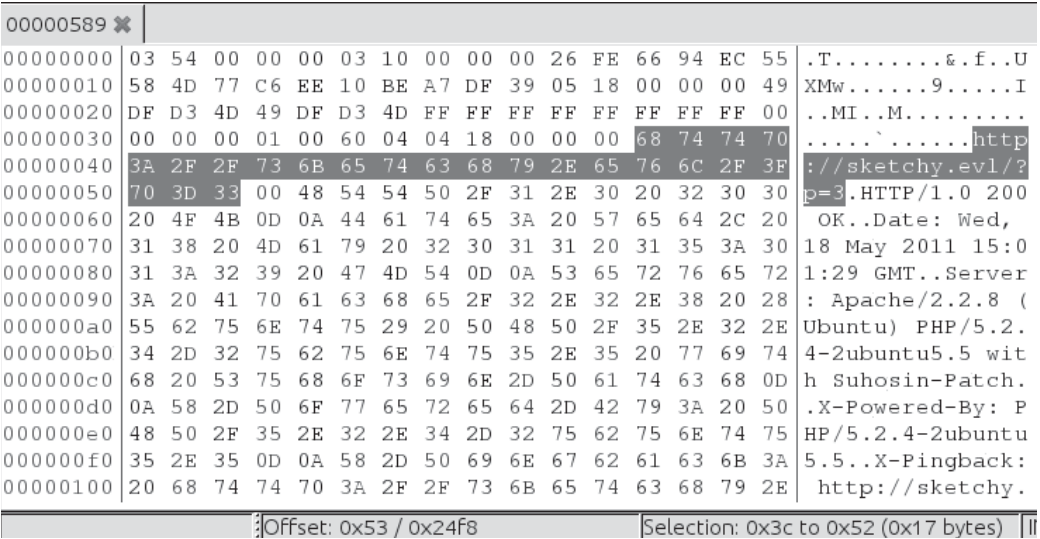 00000589 ✖
00000000 03 54 00 00 00 03 10 00 00 00 26 FE 66 94 EC 55 .T........&.f..U
00000010 58 4D 77 C6 EE 10 BE A7 DF 39 05 18 00 00 00 49 XMw......9.....I
00000020 DF D3 4D 49 DF D3 4D FF FF FF FF FF FF FF FF 00 ..MI..M.........
00000030 00 00 00 01 00 60 04 04 18 00 00 00 68 74 74 70 .....`......http
00000040 3A 2F 2F 73 6B 65 74 63 68 79 2E 65 76 6C 2F 3F ://sketchy.evl/?
00000050 70 3D 33 00 48 54 54 50 2F 31 2E 30 20 32 30 30 p=3.HTTP/1.0 200
00000060 20 4F 4B 0D 0A 44 61 74 65 3A 20 57 65 64 2C 20 OK..Date: Wed,
00000070 31 38 20 4D 61 79 20 32 30 31 31 20 31 35 3A 30 18 May 2011 15:0
00000080 31 3A 32 39 20 47 4D 54 0D 0A 53 65 72 76 65 72 1:29 GMT..Server
00000090 3A 20 41 70 61 63 68 65 2F 32 2E 32 2E 38 20 28 : Apache/2.2.8 (
000000a0 55 62 75 6E 74 75 29 20 50 48 50 2F 35 2E 32 2E Ubuntu) PHP/5.2.
000000b0 34 2D 32 75 62 75 6E 74 75 35 2E 35 20 77 69 74 4-2ubuntu5.5 wit
000000c0 68 20 53 75 68 6F 73 69 6E 2D 50 61 74 63 68 0D h Suhosin-Patch.
000000d0 0A 58 2D 50 6F 77 65 72 65 64 2D 42 79 3A 20 50 .X-Powered-By: P
000000e0 48 50 2F 35 2E 32 2E 34 2D 32 75 62 75 6E 74 75 HP/5.2.4-2ubuntu
000000f0 35 2E 35 0D 0A 58 2D 50 69 6E 67 62 61 63 6B 3A 5.5..X-Pingback:
00000100 20 68 74 74 70 3A 2F 2F 73 6B 65 74 63 68 79 2E http://sketchy.
Offset: 0x53 / 0x24f8 Selection: 0x3c to 0x52 (0x17 bytes)